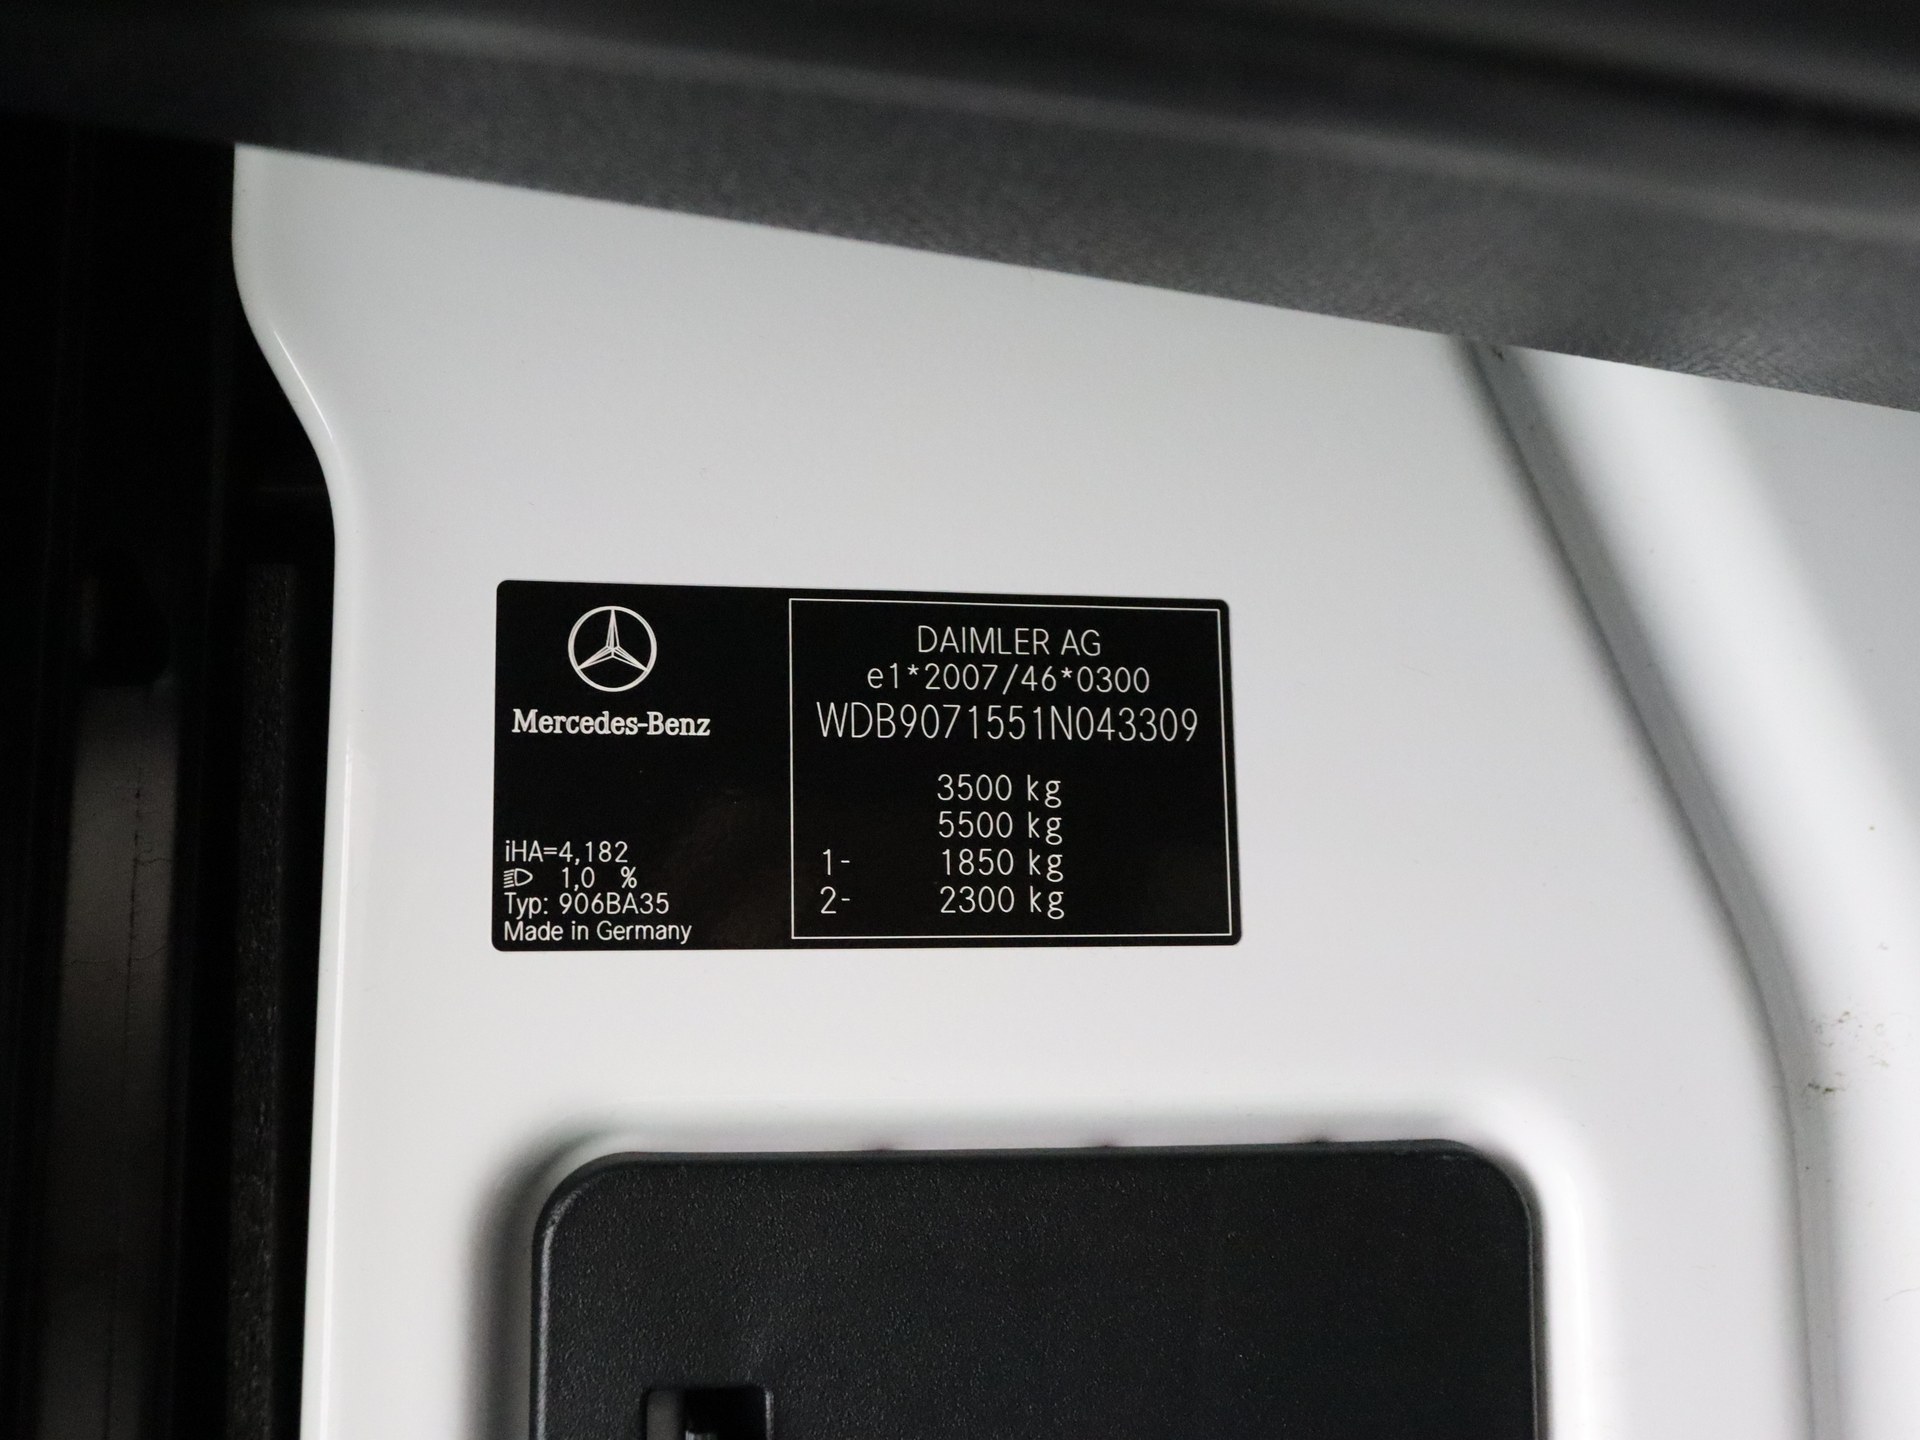 Mercedes-Benz
iHA=4,182
1,0 %
Typ: 906BA35
Made in Germany
DAIMLER AG
e1*2007/46*0300
WDB9071551N043309
3500 kg
5500 kg
1- 1850 kg
2- 2300 kg